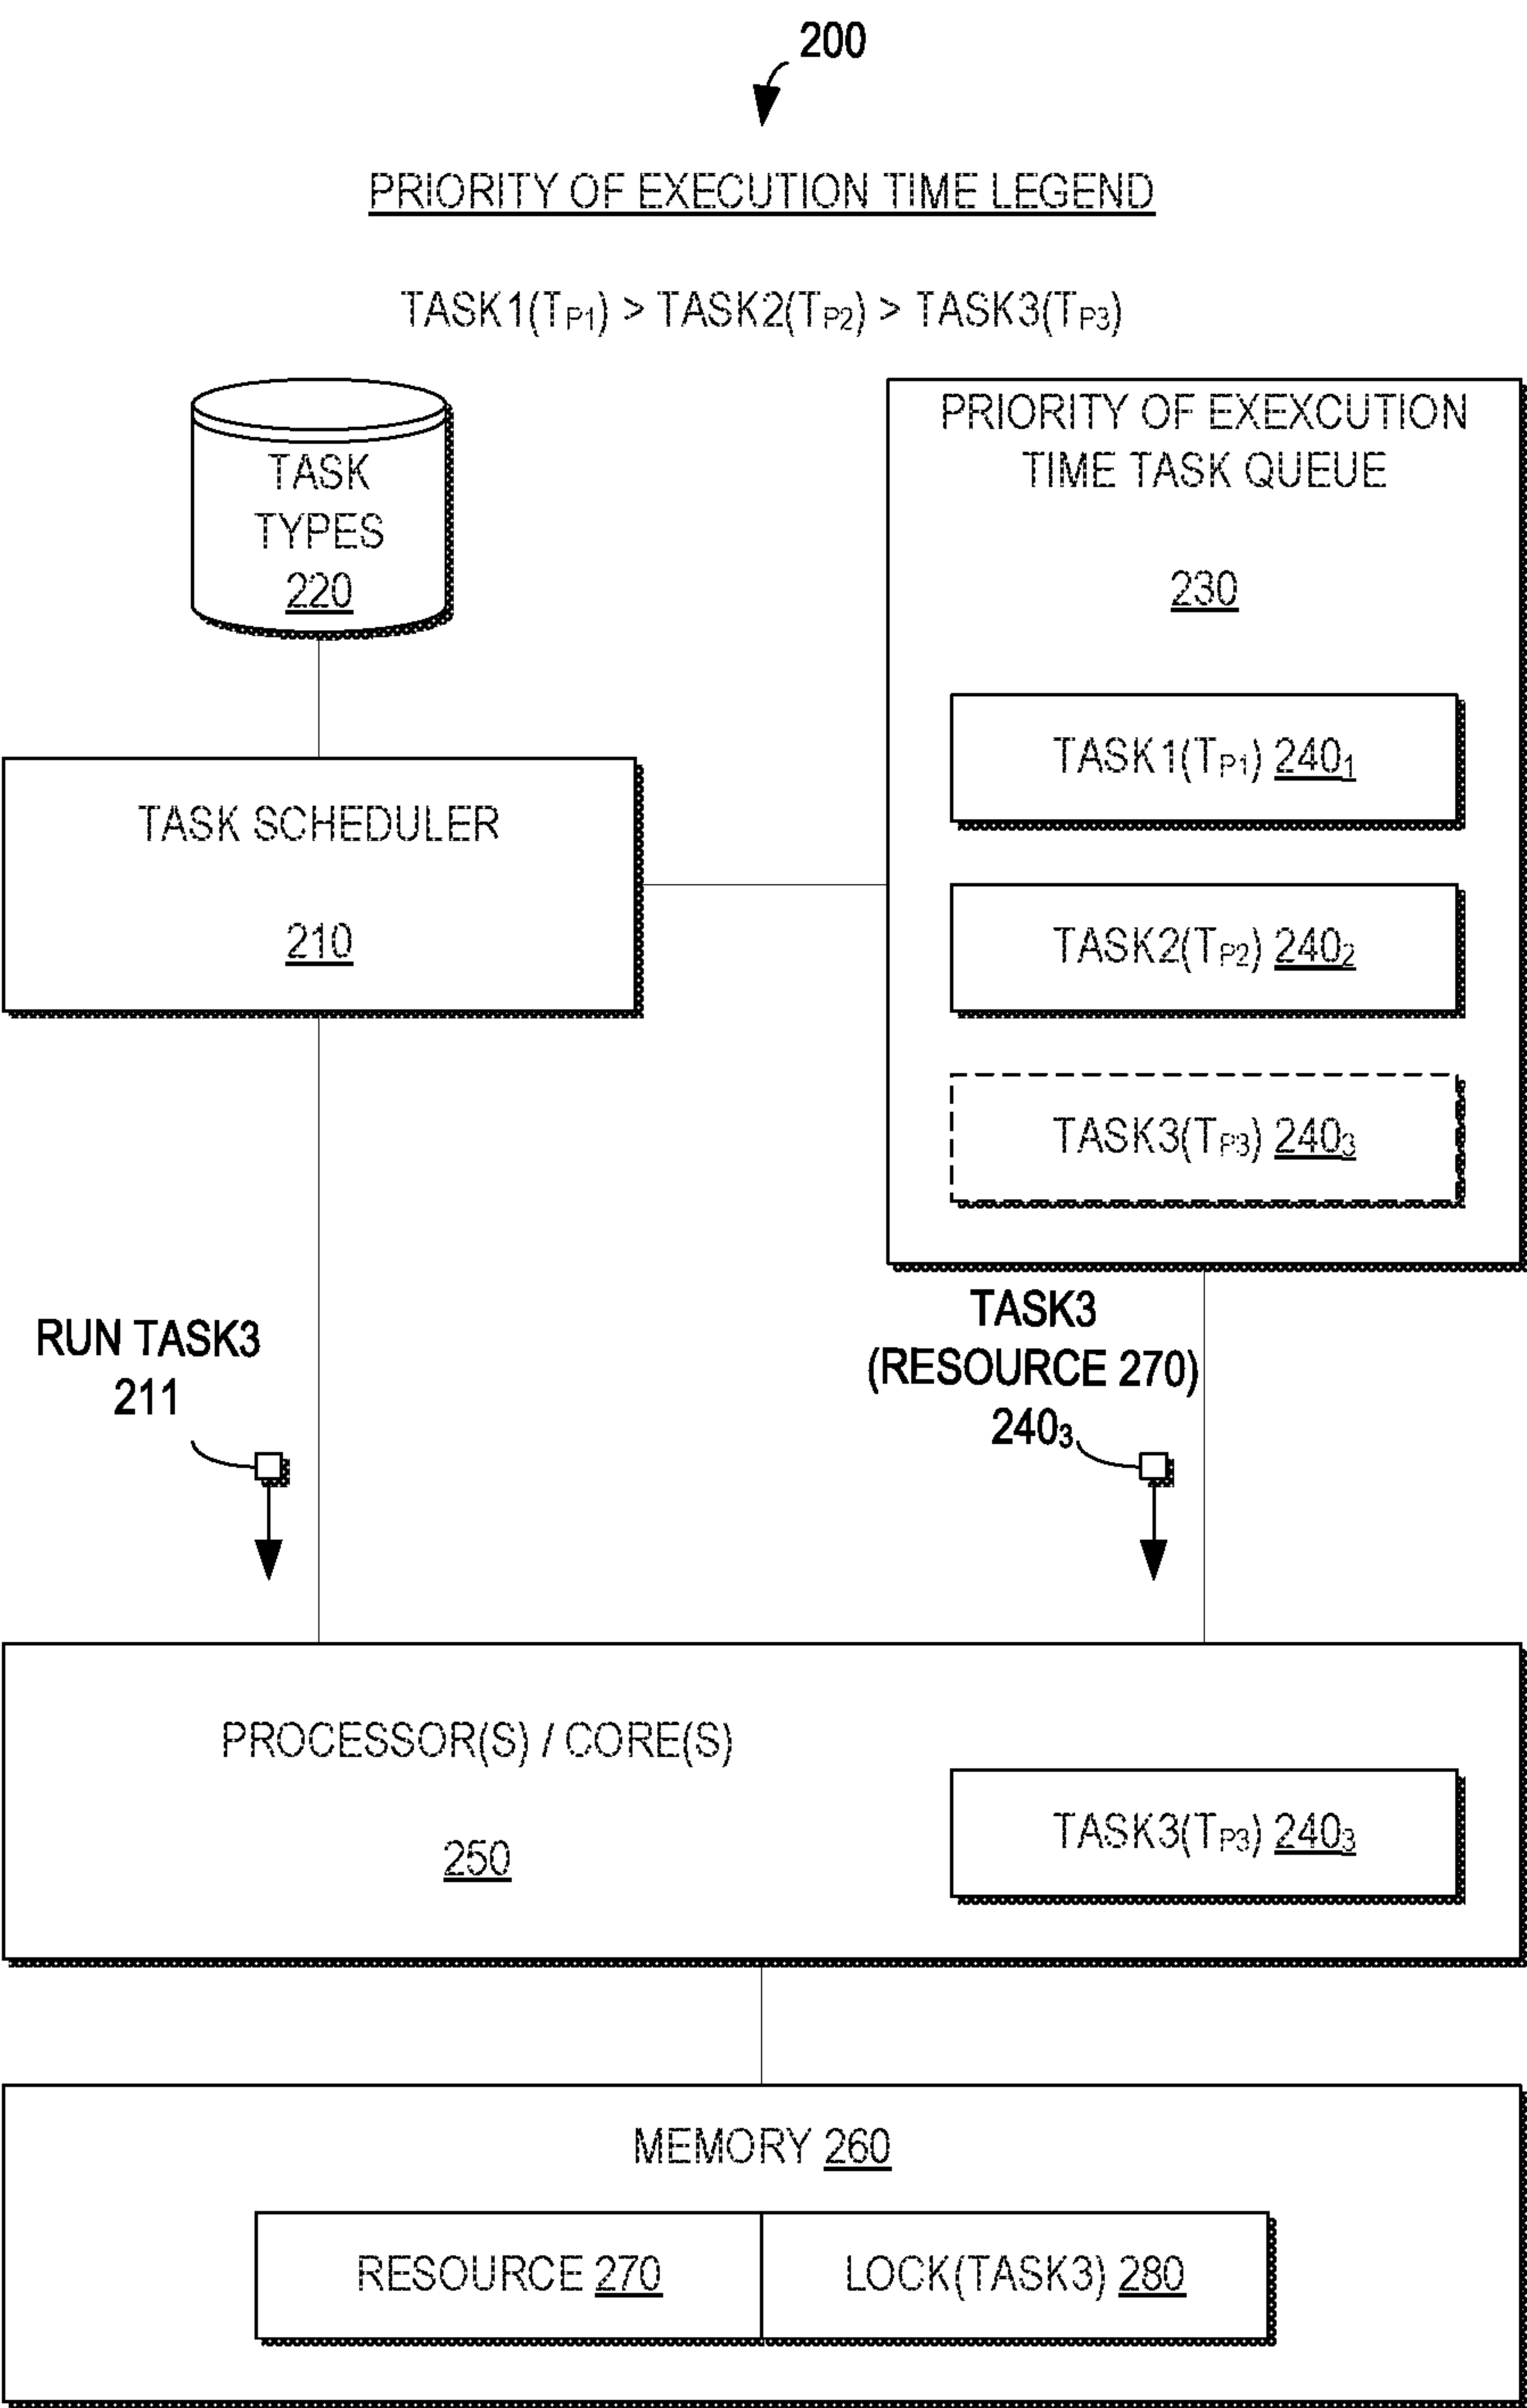 200
PRIORITY OF EXECUTION TIME LEGEND
TASK1(TP1) > TASK2(TP2) > TASK3(TP3)
TASK
TYPES
220
PRIORITY OF EXEXCUTION
TIME TASK QUEUE
230
TASK1(TP1) 2401
TASK SCHEDULER
210
TASK2(TP2) 2402
TASK3(TP3) 2403
RUN TASK3
211
TASK3
(RESOURCE 270)
2403
PROCESSOR(S) / CORE(S)
250
TASK3(TP3) 2403
MEMORY 260
RESOURCE 270
LOCK(TASK3) 280